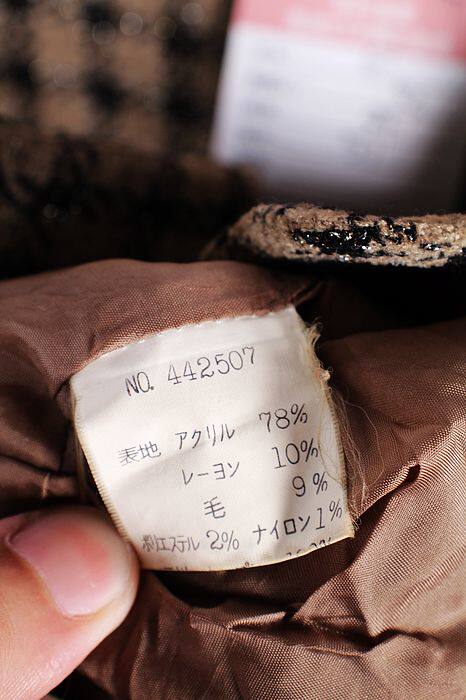 NO. 442507
表地 アクリル 78%
レーヨン 10%
毛 9%
ポリエステル 2% ナイロン 1%